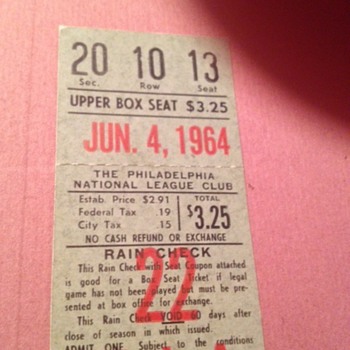 20 10 13
Sec. Row Seat
UPPER BOX SEAT $3.25
JUN. 4, 1964
THE PHILADELPHIA
NATIONAL LEAGUE CLUB
Estab. Price $2.91 TOTAL
Federal Tax .19 $3.25
City Tax .15
NO CASH REFUND OR EXCHANGE
RAIN CHECK
22
This Rain Check with Seat Coupon attached
is good for a Box Seat Ticket if legal
game has not been played but must be pre-
sented at box office for exchange.
This Rain Check VOID 60 days after
close of season in which issued.
ADMIT ONE. Subject to the conditions